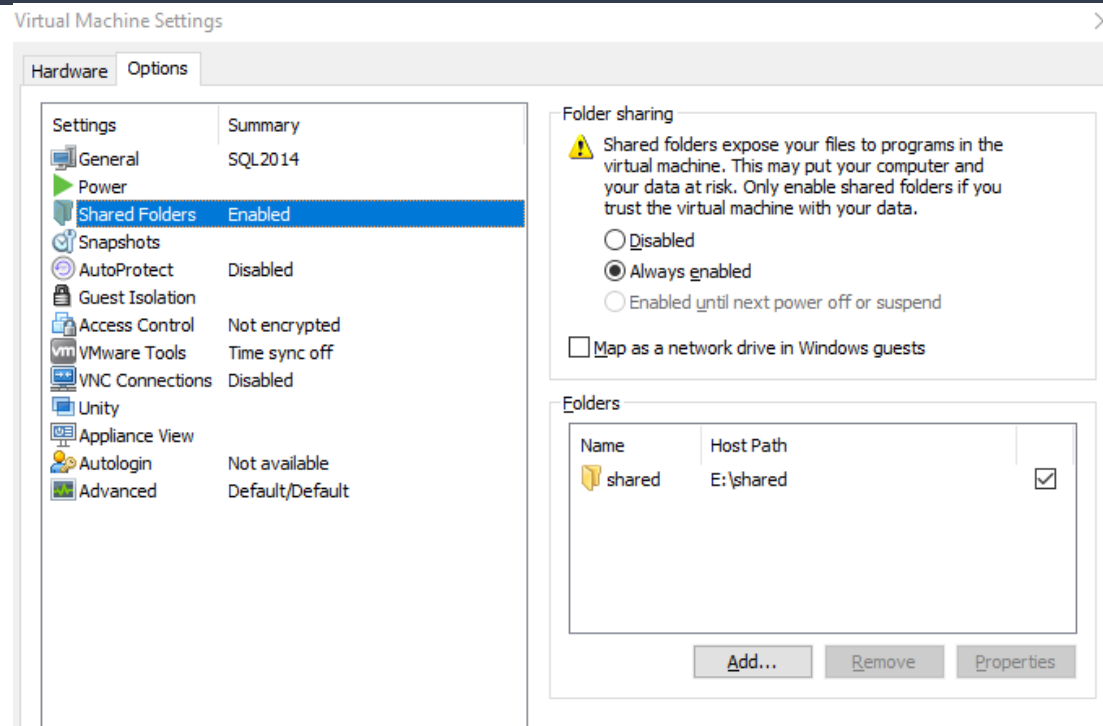 Virtual Machine Settings
Hardware Options
Settings Summary
General SQL2014
Power
Shared Folders Enabled
Snapshots
AutoProtect Disabled
Guest Isolation
Access Control Not encrypted
vm VMware Tools Time sync off
VNC Connections Disabled
Unity
Appliance View
Autologin Not available
Advanced Default/Default
Folder sharing
Shared folders expose your files to programs in the
virtual machine. This may put your computer and
your data at risk. Only enable shared folders if you
trust the virtual machine with your data.
Disabled
Always enabled
Enabled until next power off or suspend
Map as a network drive in Windows guests
Folders
Name Host Path
shared E:\shared
Add... Remove Properties